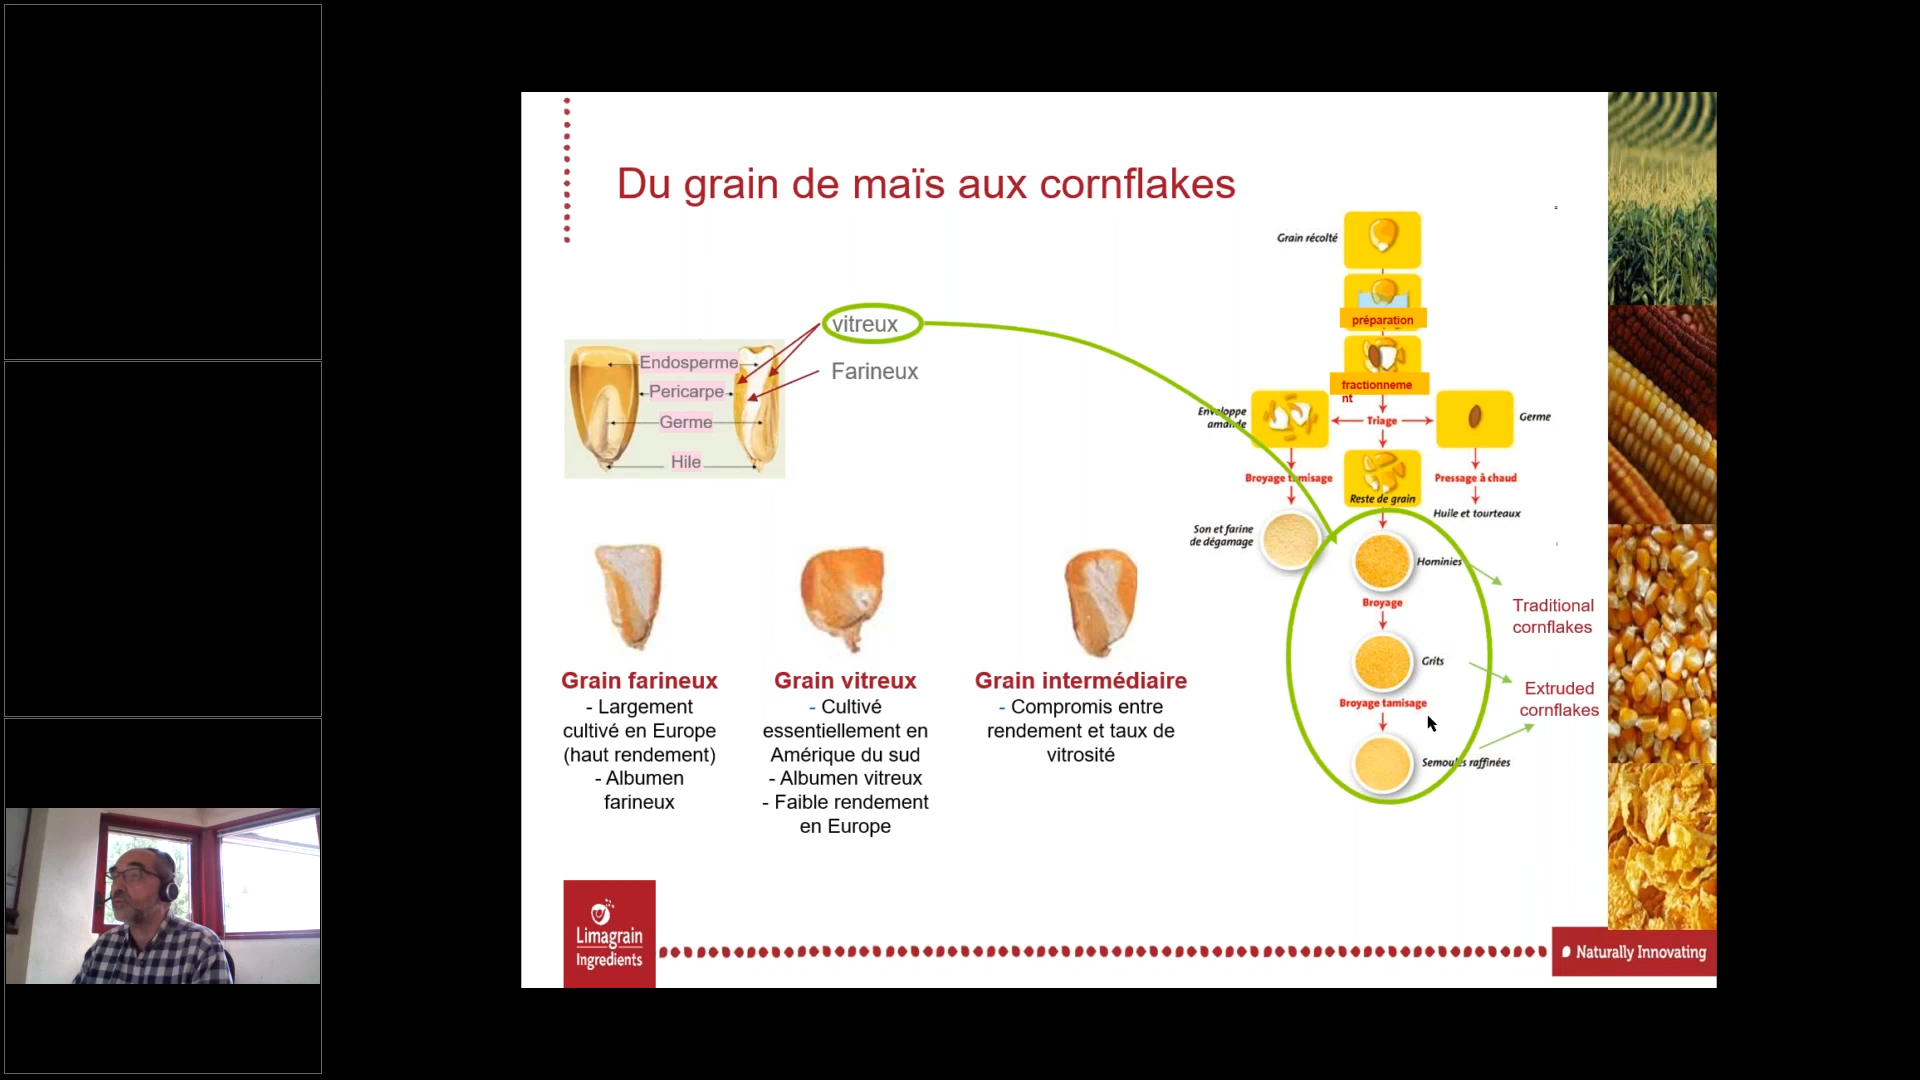 Du grain de maïs aux cornflakes
vitreux
Farineux
Endosperme
Pericarpe
Germe
Hile
Grain récolté
préparation
fractionneme
nt
Enveloppe
amande
Triage
Germe
Broyage tamisage
Reste de grain
Pressage à chaud
Huile et tourteaux
Son et farine
de dégamage
Hominies
Broyage
Traditional
cornflakes
Grits
Extruded
cornflakes
Broyage tamisage
Semoules raffinées
Grain farineux
- Largement
cultivé en Europe
(haut rendement)
- Albumen
farineux
Grain vitreux
- Cultivé
essentiellement en
Amérique du sud
- Albumen vitreux
- Faible rendement
en Europe
Grain intermédiaire
- Compromis entre
rendement et taux de
vitrosité
Limagrain
Ingredients
Naturally Innovating